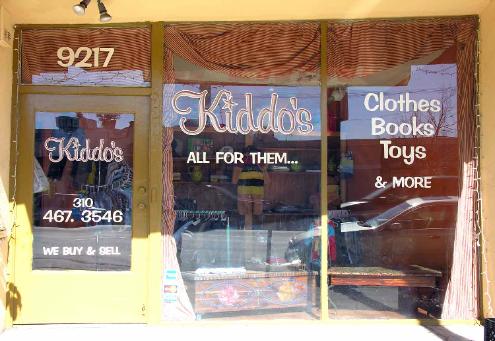 9217
Kiddo's
310
467.3546
WE BUY & SELL
Kiddo's
ALL FOR THEM...
Clothes
Books
Toys
& MORE